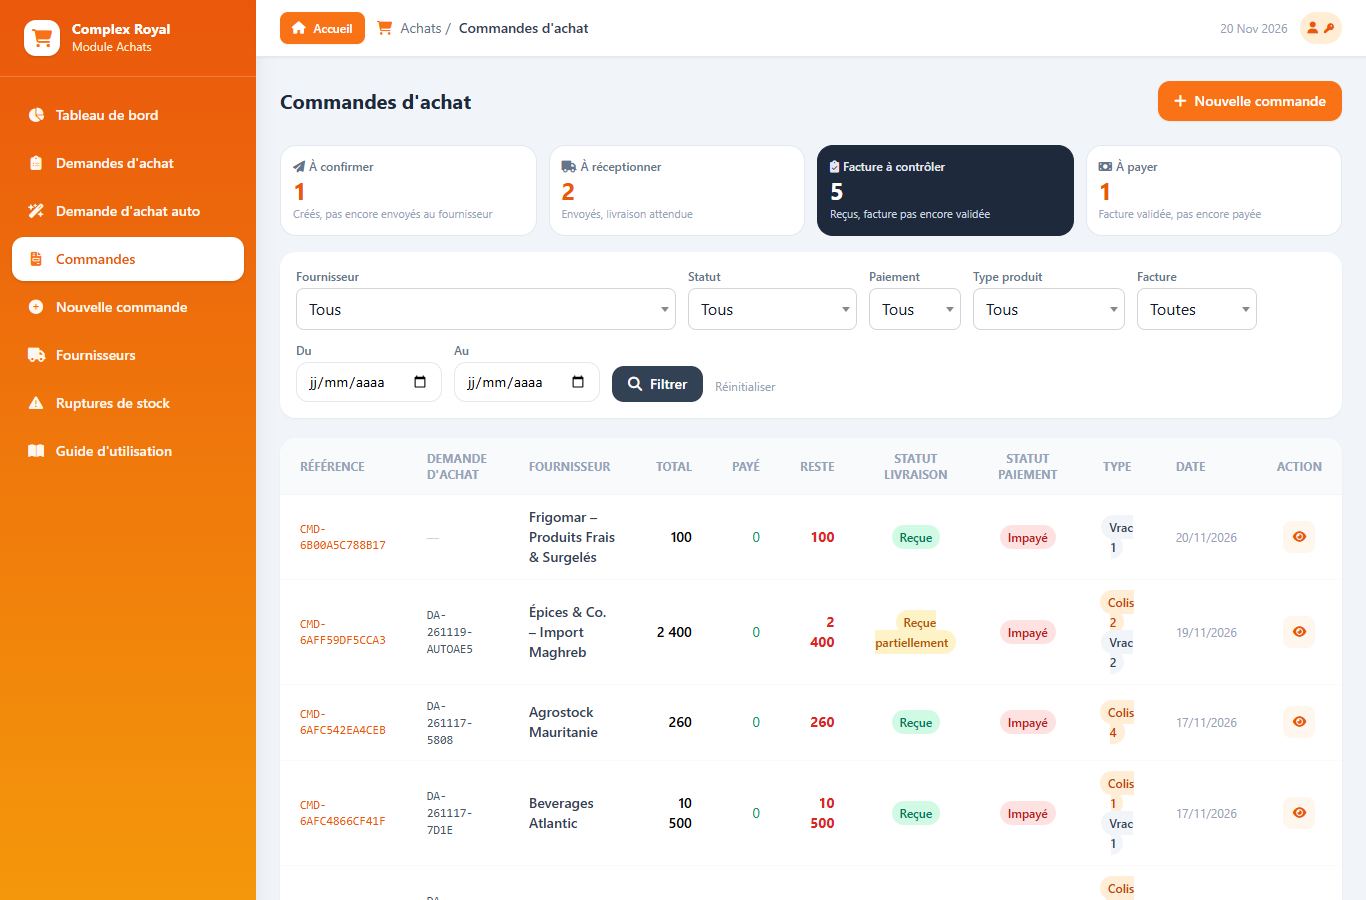 Complex Royal
Module Achats
Tableau de bord
Demandes d'achat
Demande d'achat auto
Commandes
Nouvelle commande
Fournisseurs
Ruptures de stock
Guide d'utilisation
Accueil
Achats / Commandes d'achat
20 Nov 2026
Commandes d'achat
Nouvelle commande
À confirmer
1
Créés, pas encore envoyés au fournisseur
À réceptionner
2
Envoyés, livraison attendue
Facture à contrôler
5
Reçus, facture pas encore validée
À payer
1
Facture validée, pas encore payée
Fournisseur
Tous
Statut
Tous
Paiement
Tous
Type produit
Tous
Facture
Toutes
Du
jj/mm/aaaa
Au
jj/mm/aaaa
Filtrer
Réinitialiser
RÉFÉRENCE
DEMANDE
D'ACHAT
FOURNISSEUR
TOTAL
PAYÉ
RESTE
STATUT
LIVRAISON
STATUT
PAIEMENT
TYPE
DATE
ACTION
CMD-
6B00A5C788B17
—
Frigomar –
Produits Frais
& Surgelés
100
0
100
Reçue
Impayé
Vrac
1
20/11/2026
CMD-
6AFF59DF5CCA3
DA-
261119-
AUTOAE5
Épices & Co.
– Import
Maghreb
2 400
0
2
400
Reçue
partiellement
Impayé
Colis
2
Vrac
2
19/11/2026
CMD-
6AFC542EA4CEB
DA-
261117-
5808
Agrostock
Mauritanie
260
0
260
Reçue
Impayé
Colis
4
17/11/2026
CMD-
6AFC4866CF41F
DA-
261117-
7D1E
Beverages
Atlantic
10
500
0
10
500
Reçue
Impayé
Colis
1
Vrac
1
17/11/2026
Colis